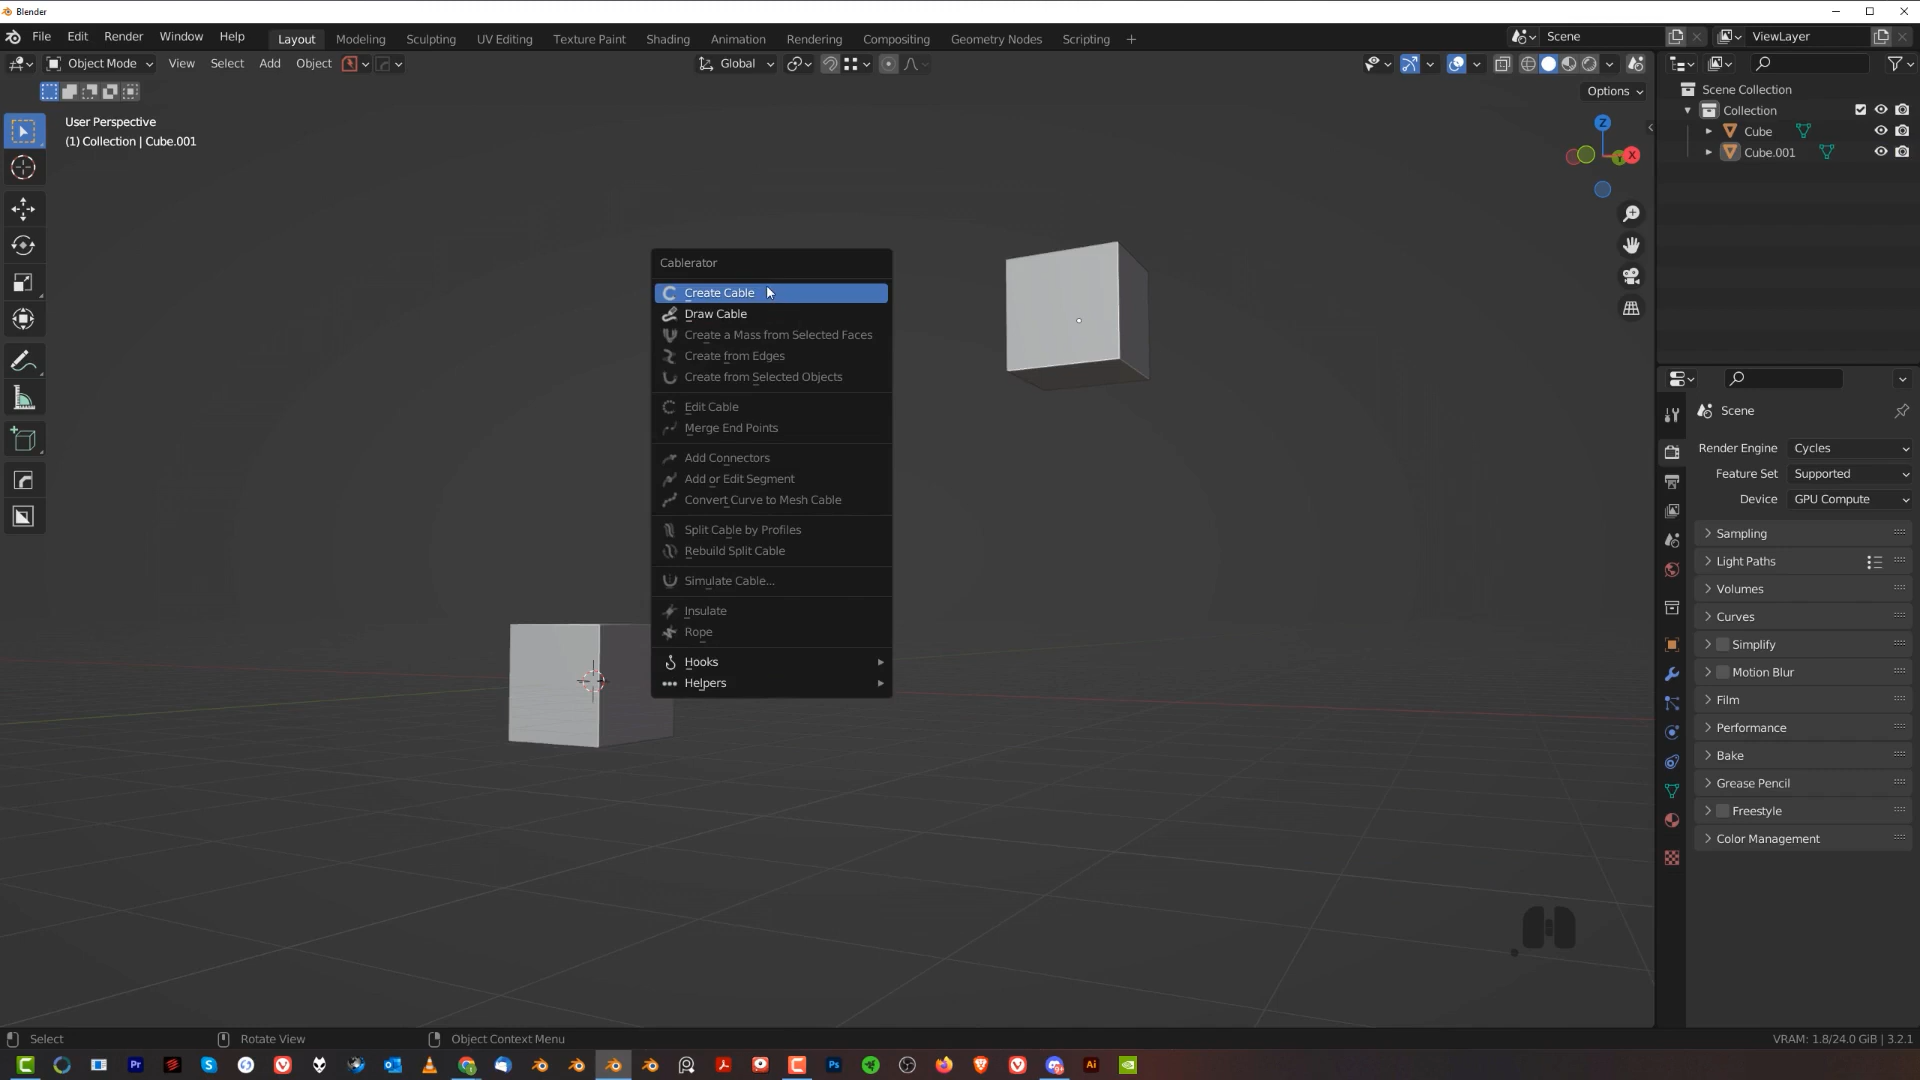 Blender
File Edit Render Window Help Layout Modeling Sculpting UV Editing Texture Paint Shading Animation Rendering Compositing Geometry Nodes Scripting + Scene ViewLayer
Object Mode View Select Add Object Global
Options
User Perspective
(1) Collection | Cube.001
Z
X
Y
Scene Collection
Collection
Cube
Cube.001
Cablerator
Create Cable
Draw Cable
Create a Mass from Selected Faces
Create from Edges
Create from Selected Objects
Edit Cable
Merge End Points
Add Connectors
Add or Edit Segment
Convert Curve to Mesh Cable
Split Cable by Profiles
Rebuild Split Cable
Simulate Cable...
Insulate
Rope
Hooks
Helpers
Scene
Render Engine Cycles
Feature Set Supported
Device GPU Compute
Sampling
Light Paths
Volumes
Curves
Simplify
Motion Blur
Film
Performance
Bake
Grease Pencil
Freestyle
Color Management
Select Rotate View Object Context Menu VRAM: 1.8/24.0 GiB | 3.2.1
Pr
Ps
Ai